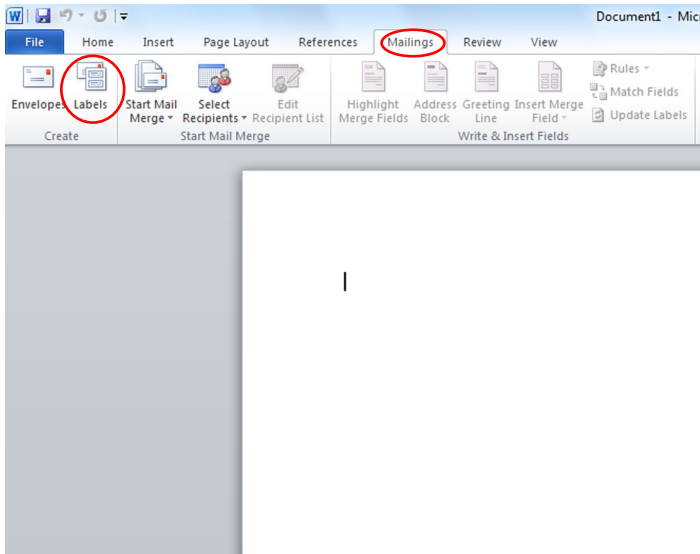 W Document1 - Mic
File Home Insert Page Layout References Mailings Review View
Envelopes Labels Start Mail Merge Select Recipients Edit Recipient List Highlight Merge Fields Address Block Greeting Line Insert Merge Field Rules
Match Fields
Update Labels
Create Start Mail Merge Write & Insert Fields